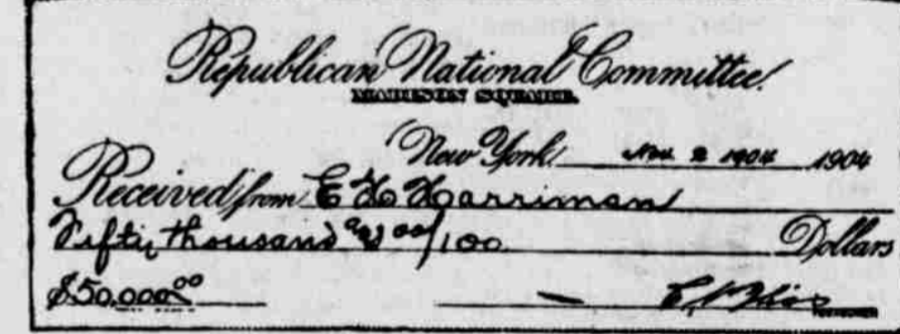 Republican National Committee.
MADISON SQUARE.
New York Nov 2 1904 1904
Received from E H Harriman
Fifty thousand and 00/100 Dollars
$50,000.00